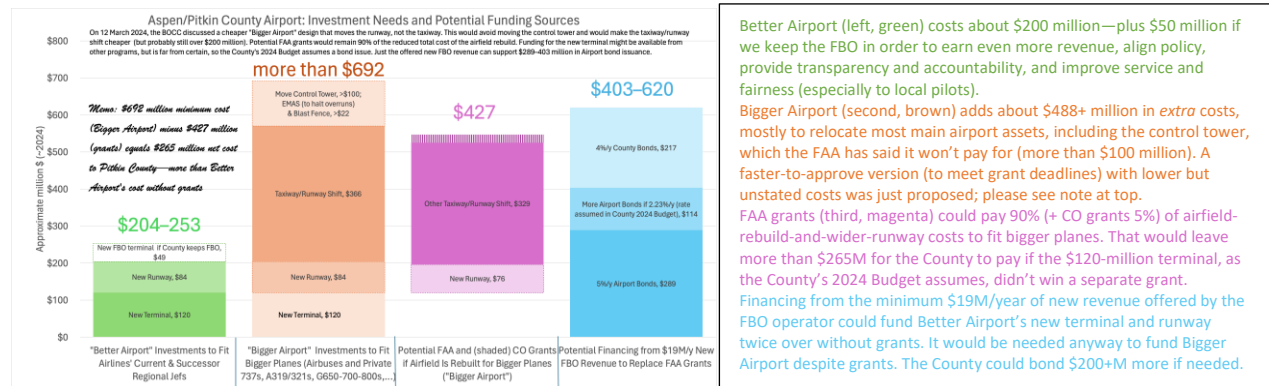 Aspen/Pitkin County Airport: Investment Needs and Potential Funding Sources
On 12 March 2024, the BOCC discussed a cheaper "Bigger Airport" design that moves the runway, not the taxiway. This would avoid moving the control tower and would make the taxiway/runway
shift cheaper (but probably still over $200 million). Potential FAA grants would remain 90% of the reduced total cost of the airfield rebuild. Funding for the new terminal might be available from
other programs, but is far from certain, so the County's 2024 Budget assumes a bond issue. Just the offered new FBO revenue can support $289–403 million in Airport bond issuance.
Approximate million $ (~2024)
$800
$700
$600
$500
$400
$300
$200
$100
$0
Memo: $692 million minimum cost
(Bigger Airport) minus $427 million
(grants) equals $265 million net cost
to Pitkin County—more than Better
Airport's cost without grants
$204–253
New FBO terminal if County keeps FBO,
$49
New Runway, $84
New Terminal, $120
"Better Airport" Investments to Fit
Airlines' Current & Successor
Regional Jefs
more than $692
Move Control Tower, >$100;
EMAS (to halt overruns)
& Blast Fence, >$22
Taxiway/Runway Shift, $366
New Runway, $84
New Terminal, $120
"Bigger Airport" Investments to Fit
Bigger Planes (Airbuses and Private
737s, A319/321, G650-700-800s,...)
$427
Other Taxiway/Runway Shift, $329
New Runway, $76
Potential FAA and (shaded) CO Grants
if Airfield Is Rebuilt for Bigger Planes
("Bigger Airport")
$403–620
4%/y County Bonds, $217
More Airport Bonds if 2.23%/y (rate
assumed in County 2024 Budget), $114
5%/y Airport Bonds, $289
Potential Financing from $19M/y New
FBO Revenue to Replace FAA Grants
Better Airport (left, green) costs about $200 million—plus $50 million if
we keep the FBO in order to earn even more revenue, align policy,
provide transparency and accountability, and improve service and
fairness (especially to local pilots).
Bigger Airport (second, brown) adds about $488+ million in extra costs,
mostly to relocate most main airport assets, including the control tower,
which the FAA has said it won't pay for (more than $100 million). A
faster-to-approve version (to meet grant deadlines) with lower but
unstated costs was just proposed; please see note at top.
FAA grants (third, magenta) could pay 90% (+ CO grants 5%) of airfield-
rebuild-and-wider-runway costs to fit bigger planes. That would leave
more than $265M for the County to pay if the $120-million terminal, as
the County's 2024 Budget assumes, didn't win a separate grant.
Financing from the minimum $19M/year of new revenue offered by the
FBO operator could fund Better Airport's new terminal and runway
twice over without grants. It would be needed anyway to fund Bigger
Airport despite grants. The County could bond $200+M more if needed.